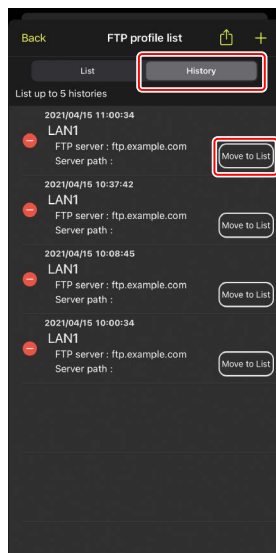 Back FTP profile list
List History
List up to 5 histories
2021/04/15 11:00:34
LAN1
FTP server : ftp.example.com
Server path :
Move to List
2021/04/15 10:37:42
LAN1
FTP server : ftp.example.com
Server path :
Move to List
2021/04/15 10:08:45
LAN1
FTP server : ftp.example.com
Server path :
Move to List
2021/04/15 10:00:34
LAN1
FTP server : ftp.example.com
Server path :
Move to List